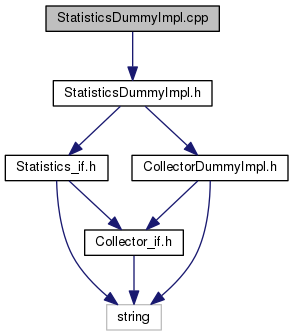 StatisticsDummyImpl.cpp
StatisticsDummyImpl.h
Statistics_if.h
CollectorDummyImpl.h
Collector_if.h
string